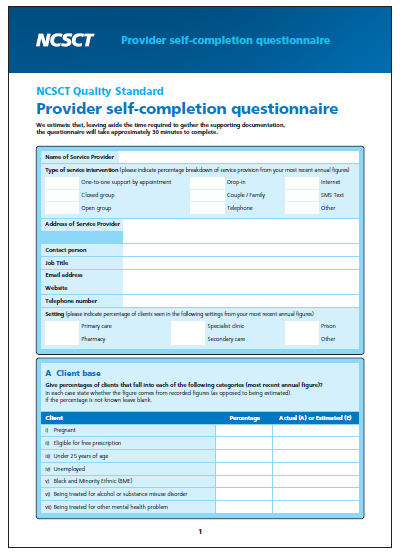 NCSCT Provider self-completion questionnaire
NCSCT Quality Standard
Provider self-completion questionnaire
We estimate that, leaving aside the time required to gather the supporting documentation,
the questionnaire will take approximately 30 minutes to complete.
Name of Service Provider
Type of service intervention (please indicate percentage breakdown of service provision from your most recent annual figures)
One-to-one support by appointment Drop-in Internet
Closed group Couple / Family SMS Text
Open group Telephone Other
Address of Service Provider
Contact person
Job Title
Email address
Website
Telephone number
Setting (please indicate percentage of clients seen in the following settings from your most recent annual figures)
Primary care Specialist clinic Prison
Pharmacy Secondary care Other
A Client base
Give percentages of clients that fall into each of the following categories (most recent annual figure)?
In each case state whether the figure comes from recorded figures (as opposed to being estimated).
If the percentage is not known leave blank.
Client Percentage Actual (A) or Estimated (E)
i) Pregnant
ii) Eligible for free prescription
iii) Under 25 years of age
iv) Unemployed
v) Black and Minority Ethnic (BME)
vi) Being treated for alcohol or substance misuse disorder
vii) Being treated for other mental health problem
1